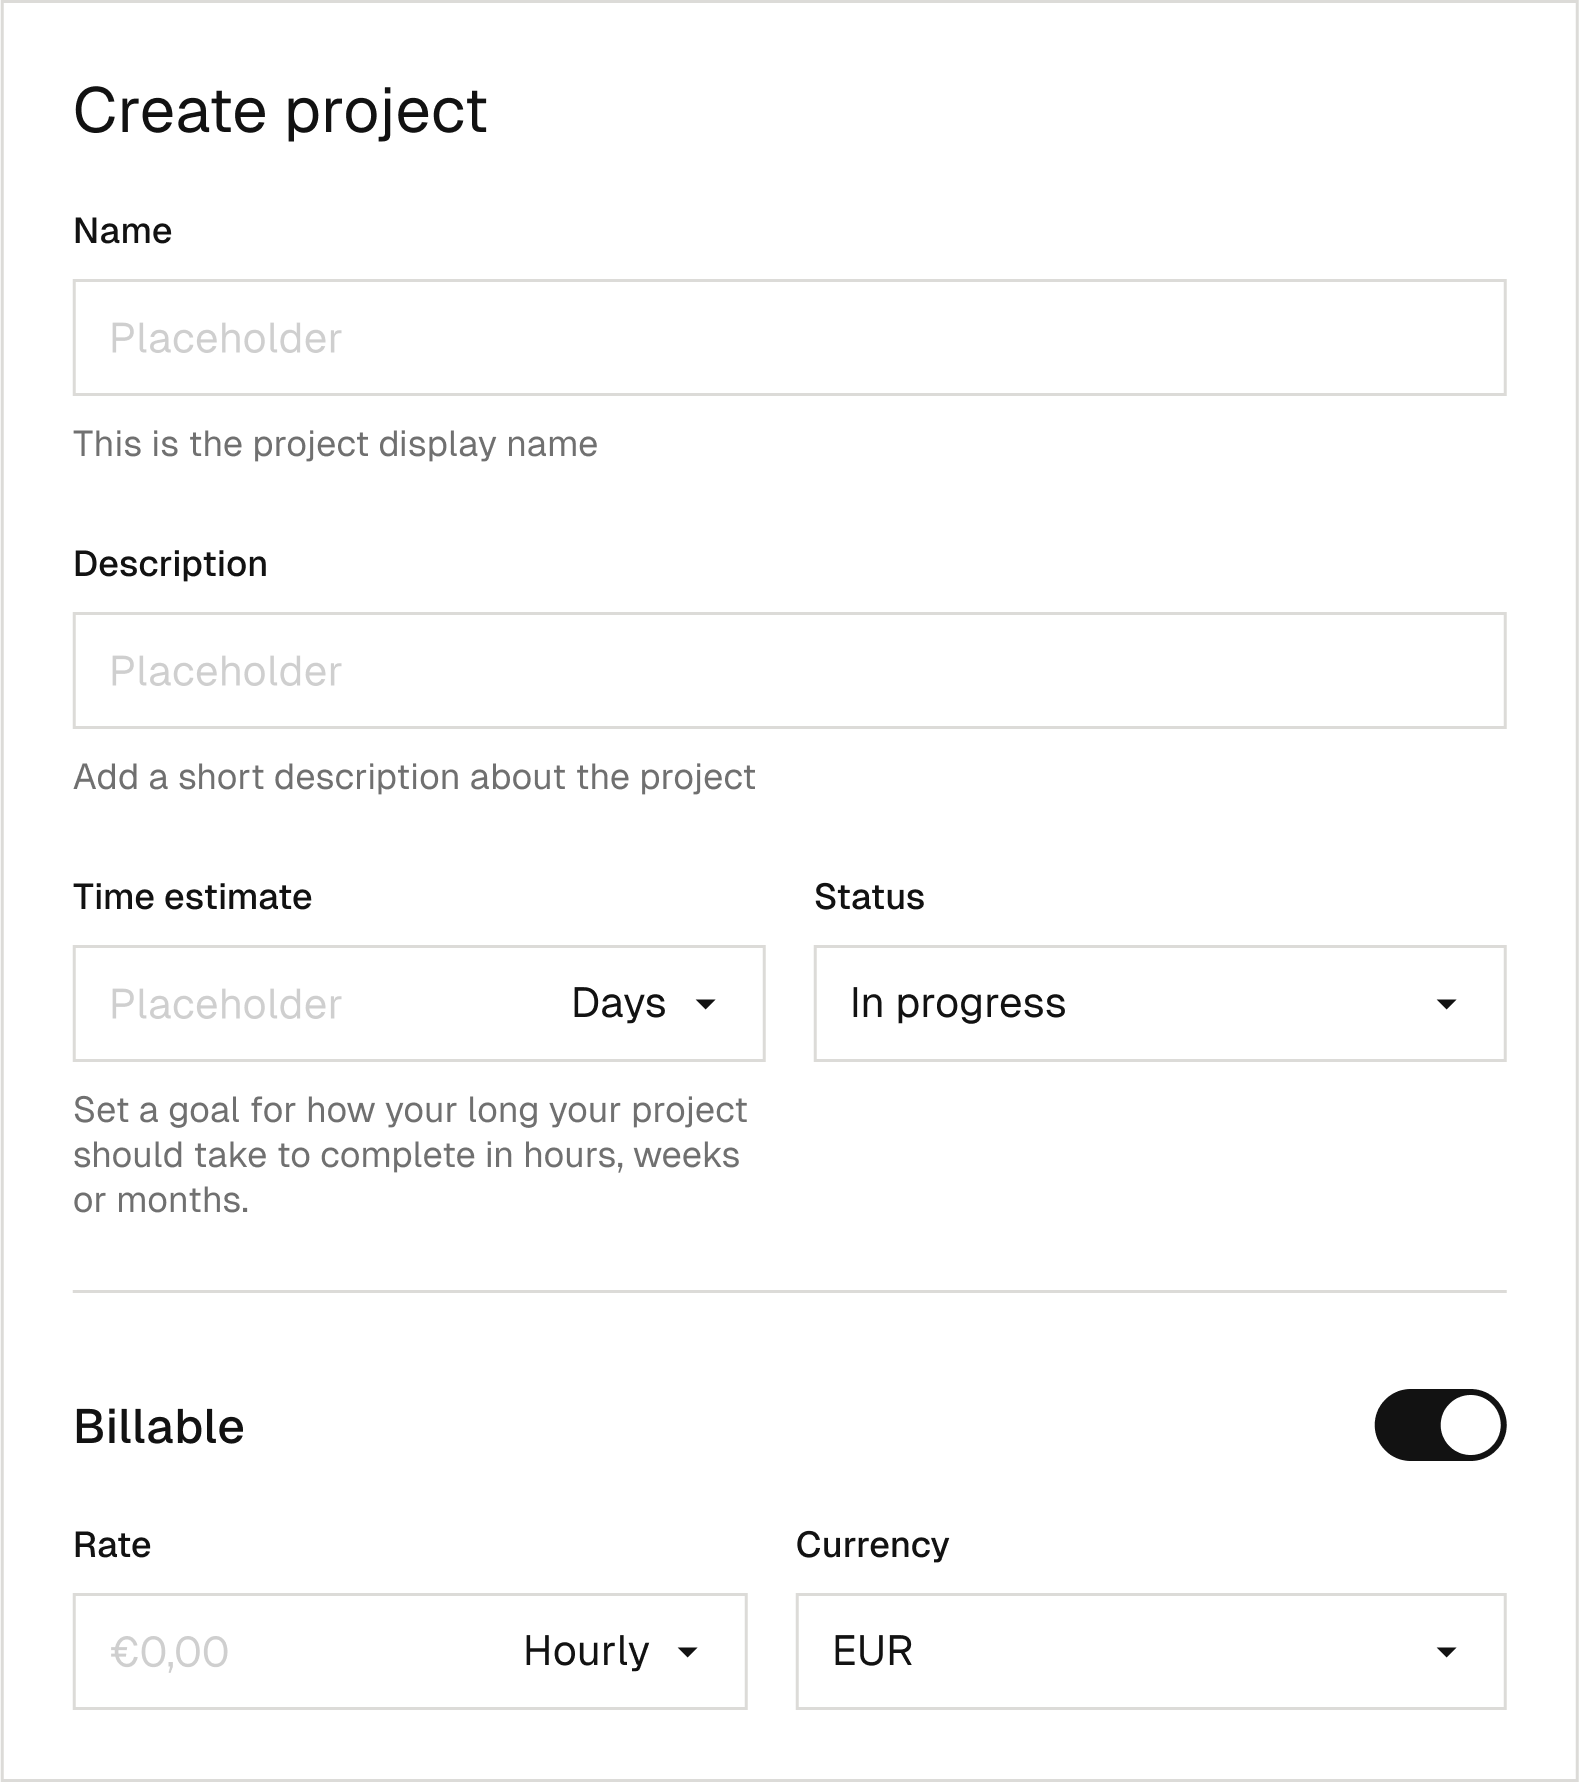 Create project
Name
Placeholder
This is the project display name
Description
Placeholder
Add a short description about the project
Time estimate
Status
Placeholder
Days
In progress
Set a goal for how your long your project
should take to complete in hours, weeks
or months.
Billable
Rate
Currency
€0,00
Hourly
EUR